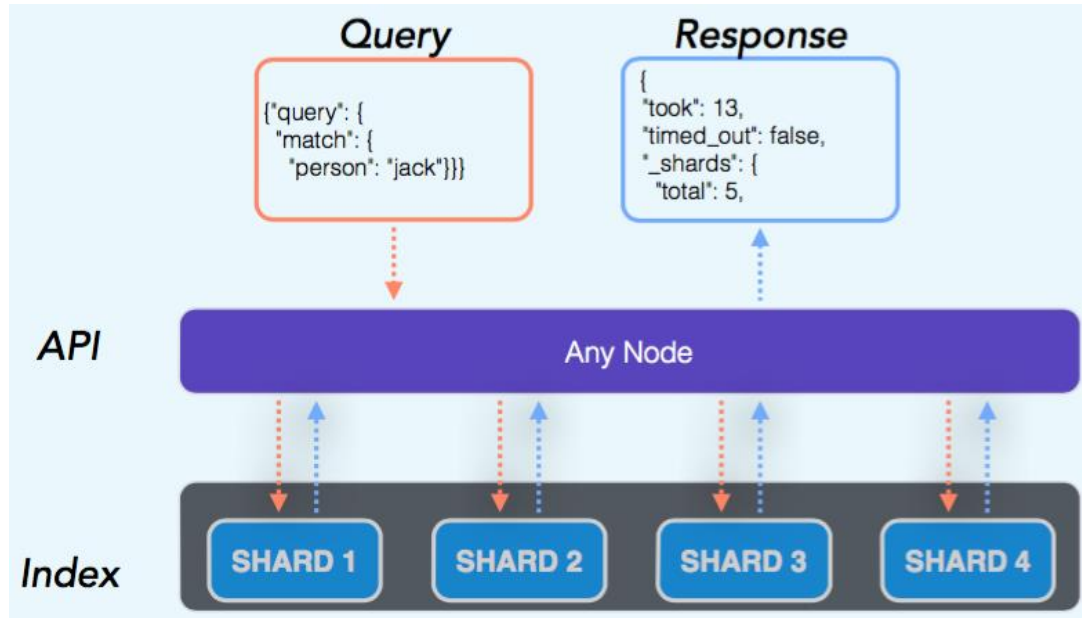 Query
Response
{"query": {
"match": {
"person": "jack"}}}
{
"took": 13,
"timed_out": false,
"_shards": {
"total": 5,
API
Any Node
SHARD 1
SHARD 2
SHARD 3
SHARD 4
Index